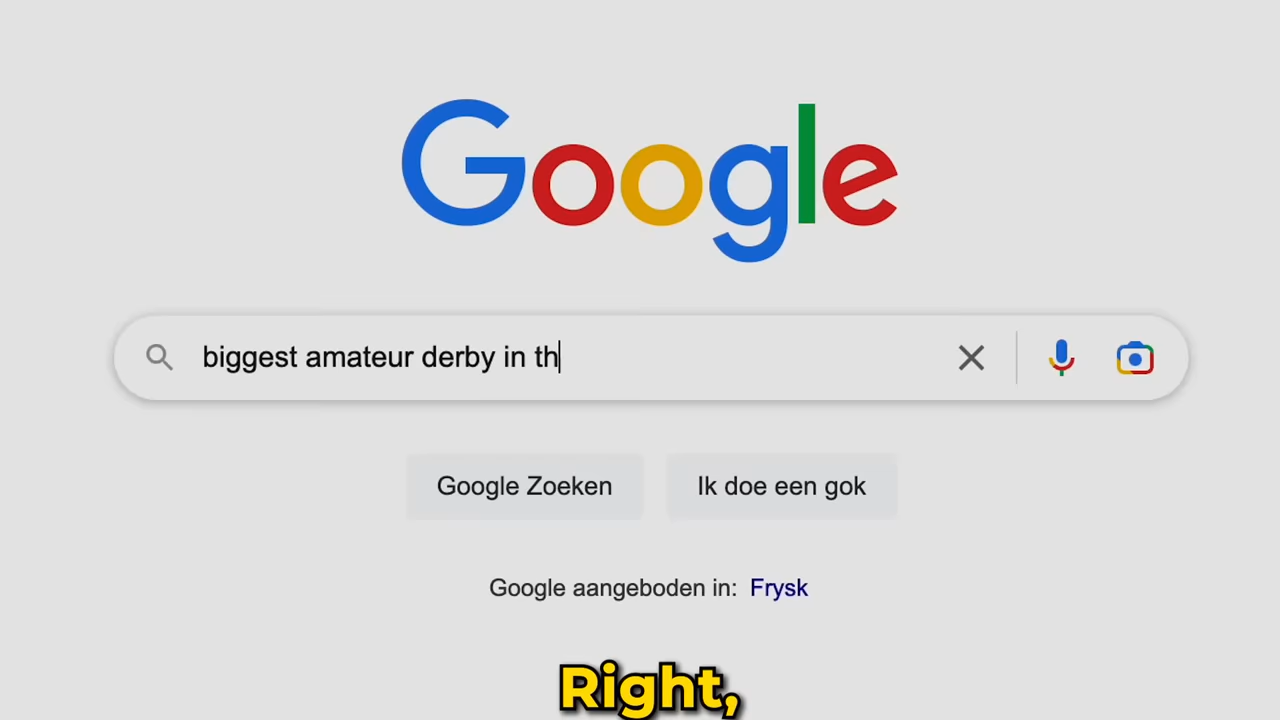 Google
biggest amateur derby in th
Google Zoeken
Ik doe een gok
Google aangeboden in: Frysk
Right,